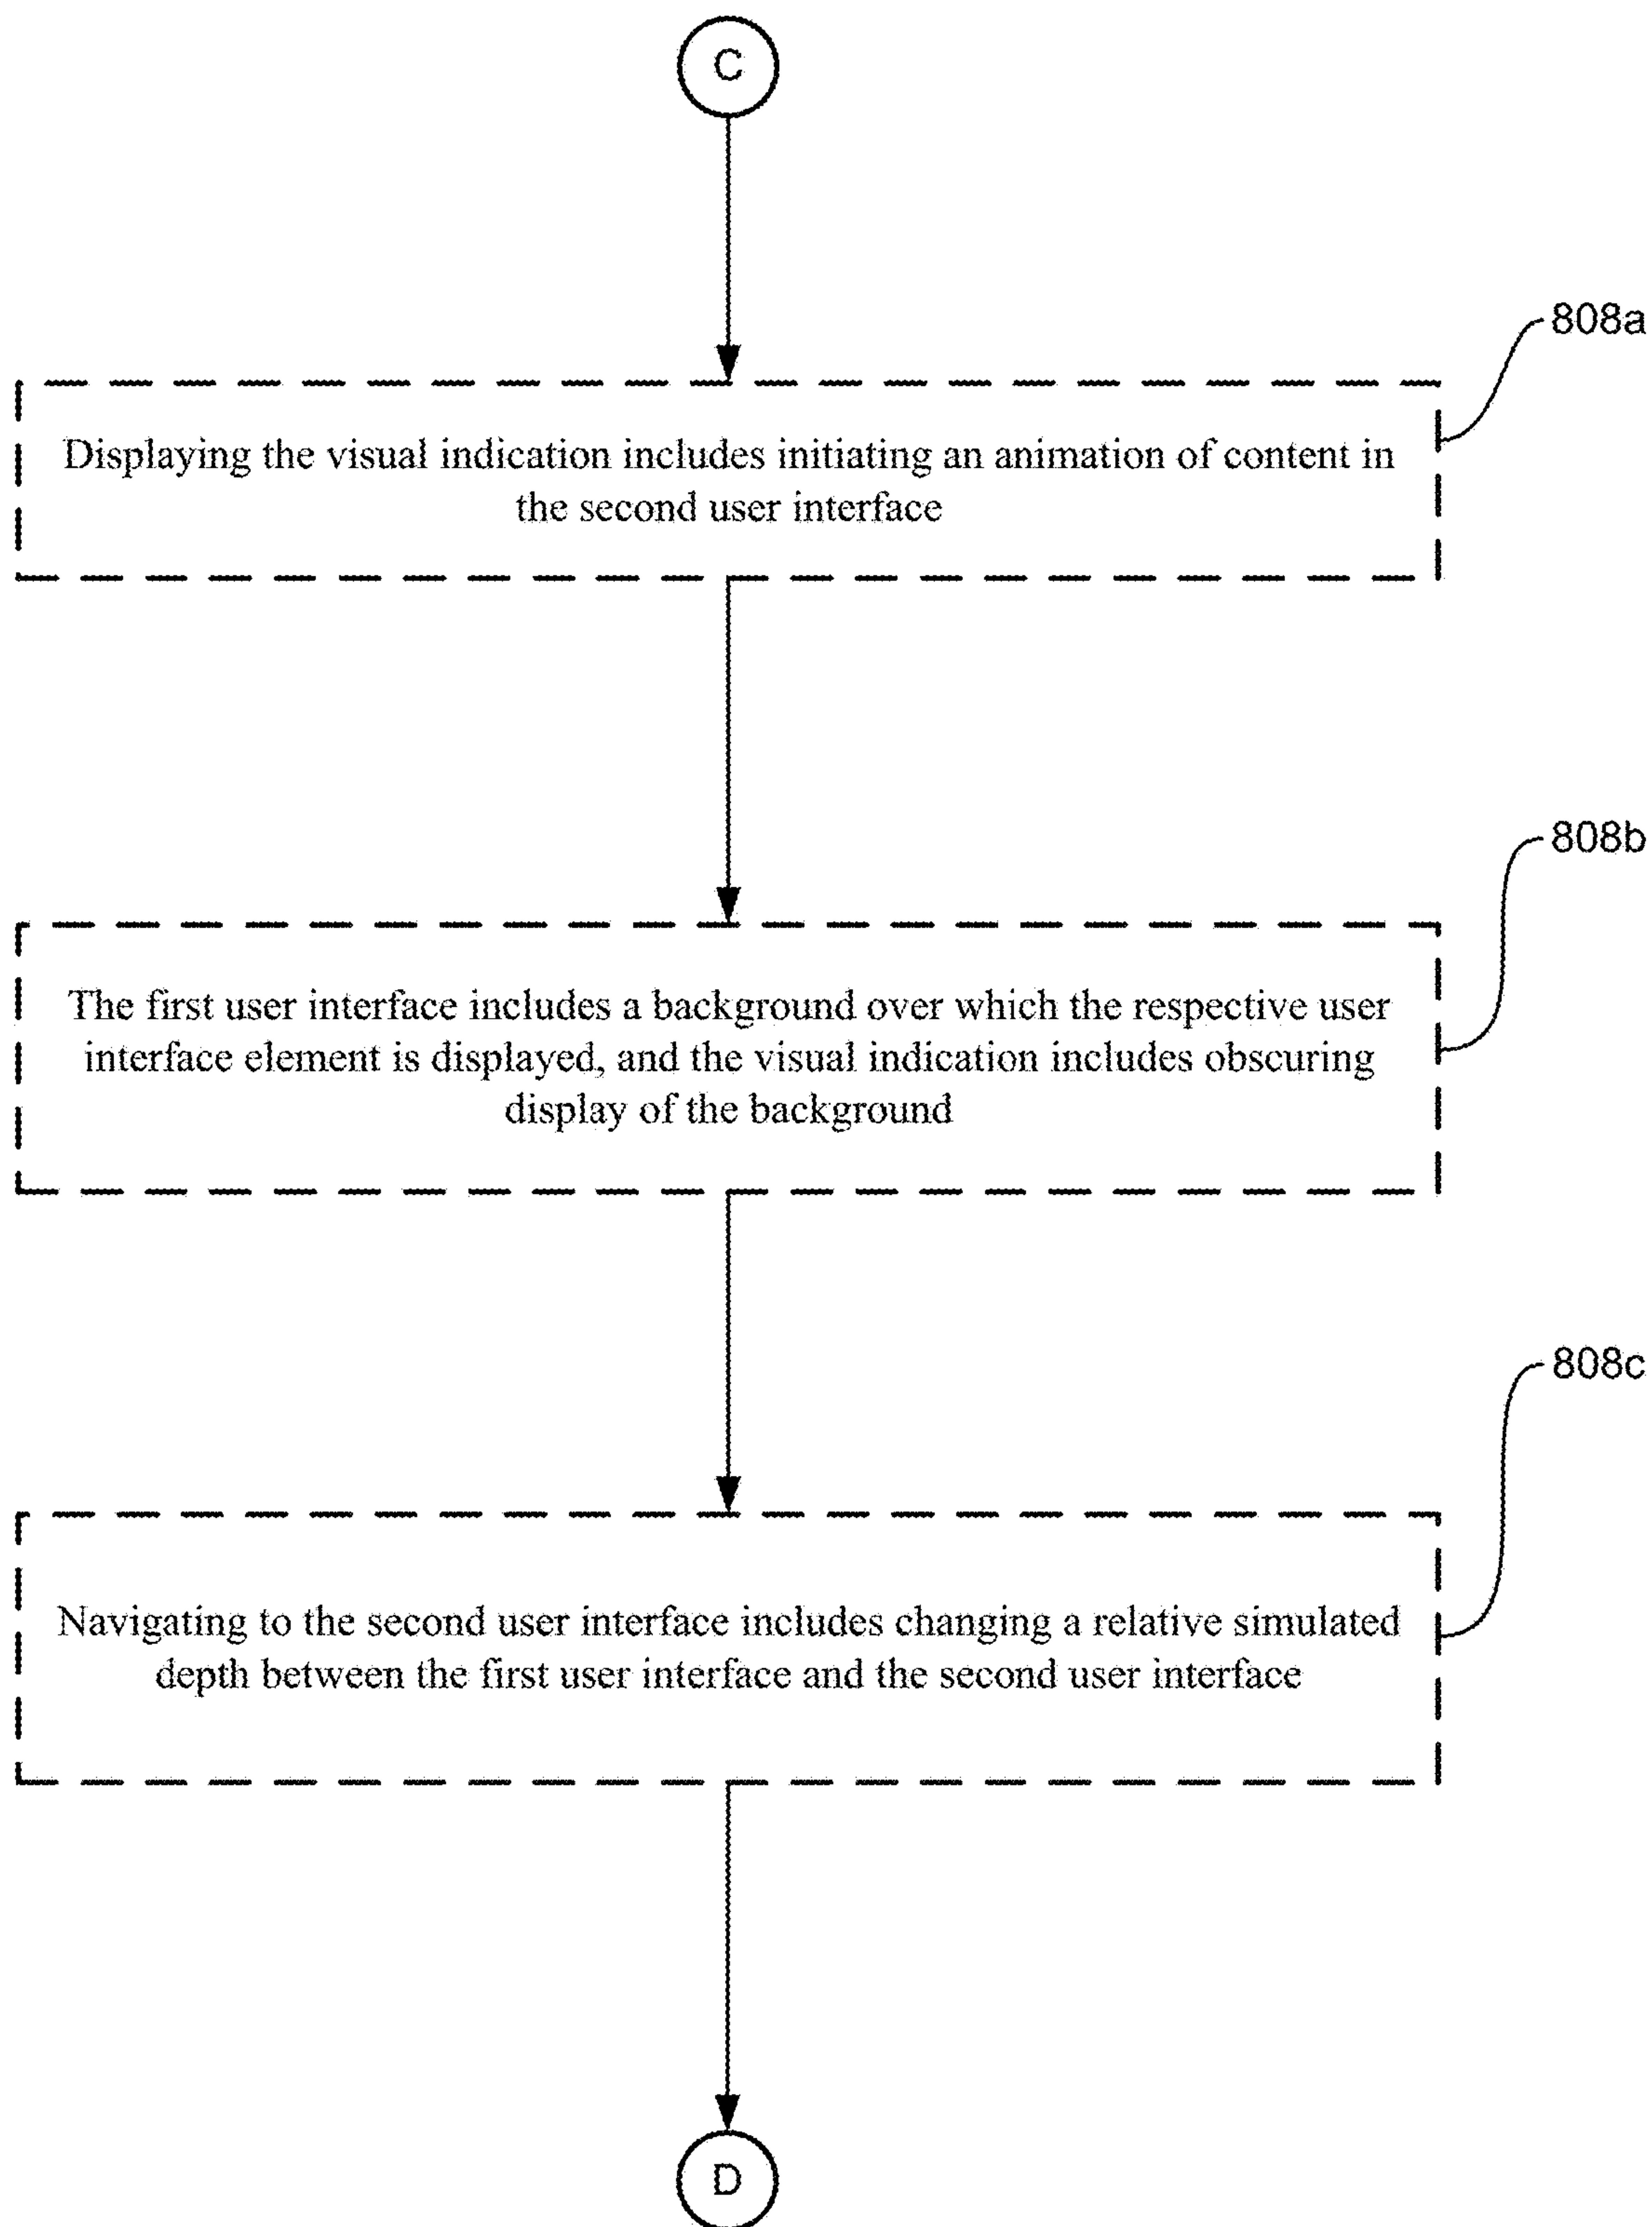 C
808a
Displaying the visual indication includes initiating an animation of content in
the second user interface
808b
The first user interface includes a background over which the respective user
interface element is displayed, and the visual indication includes obscuring
display of the background
808c
Navigating to the second user interface includes changing a relative simulated
depth between the first user interface and the second user interface
D